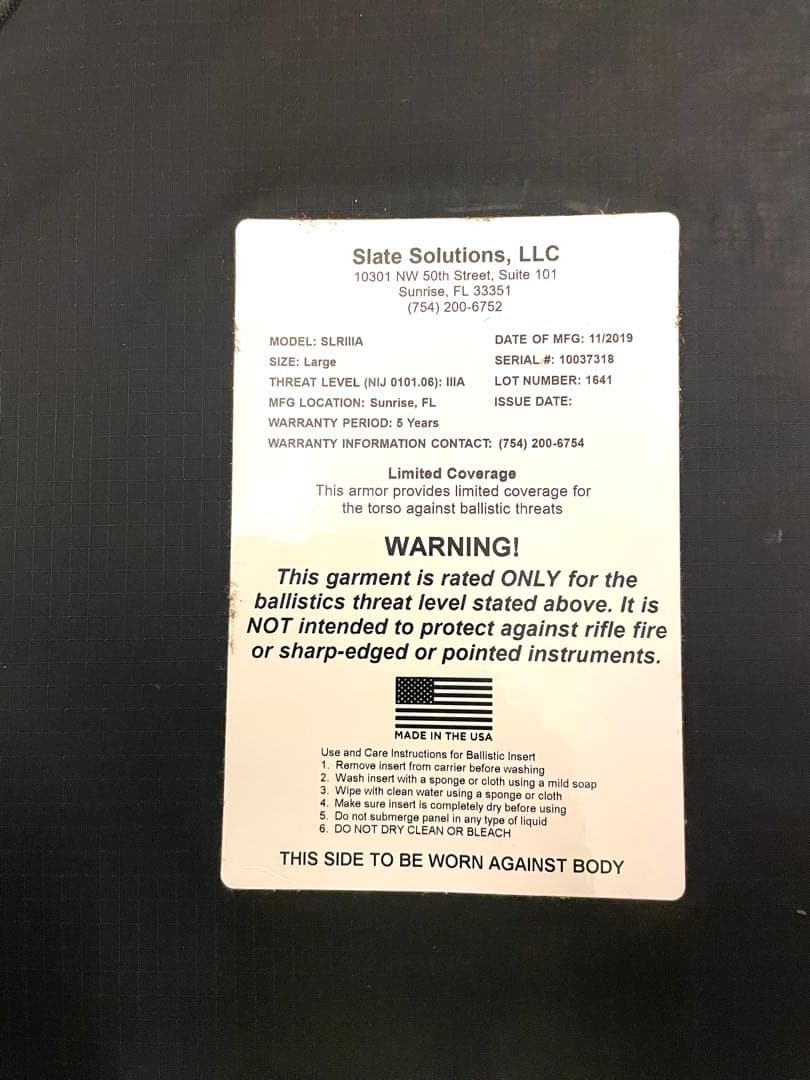 Slate Solutions, LLC
10301 NW 50th Street, Suite 101
Sunrise, FL 33351
(754) 200-6752
MODEL: SLRIIIA DATE OF MFG: 11/2019
SIZE: Large SERIAL #: 10037318
THREAT LEVEL (NIJ 0101.06): IIIA LOT NUMBER: 1641
MFG LOCATION: Sunrise, FL ISSUE DATE:
WARRANTY PERIOD: 5 Years
WARRANTY INFORMATION CONTACT: (754) 200-6754
Limited Coverage
This armor provides limited coverage for
the torso against ballistic threats
WARNING!
This garment is rated ONLY for the
ballistics threat level stated above. It is
NOT intended to protect against rifle fire
or sharp-edged or pointed instruments.
MADE IN THE USA
Use and Care Instructions for Ballistic Insert
1. Remove insert from carrier before washing
2. Wash insert with a sponge or cloth using a mild soap
3. Wipe with clean water using a sponge or cloth
4. Make sure insert is completely dry before using
5. Do not submerge panel in any type of liquid
6. DO NOT DRY CLEAN OR BLEACH
THIS SIDE TO BE WORN AGAINST BODY